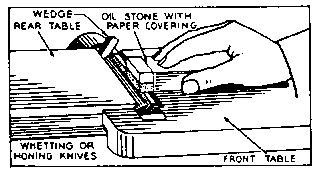 WEDGE
REAR TABLE
OIL STONE WITH
PAPER COVERING
WHETTING OR
HONING KNIVES
FRONT TABLE